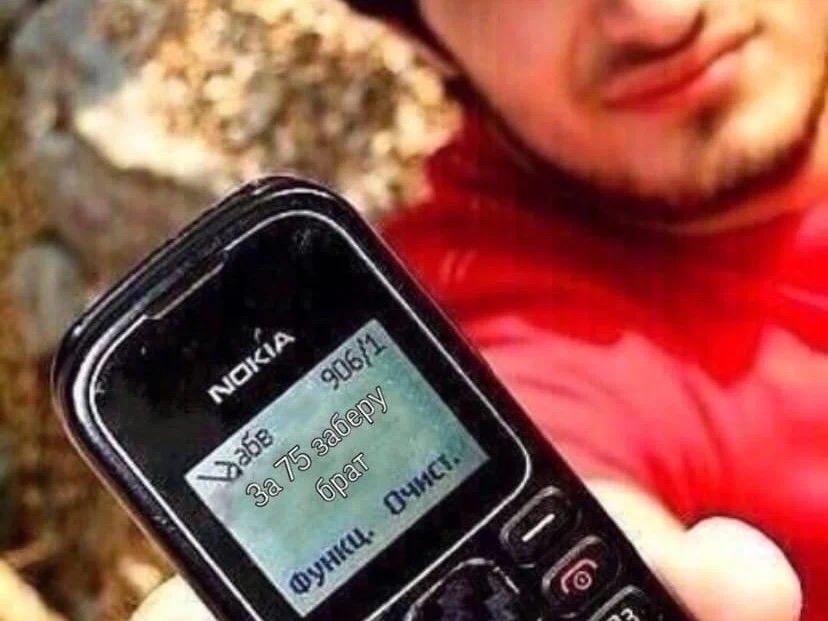 NOKIA
абв 906/1
За 75 заберу
брат
Функц. Очист.